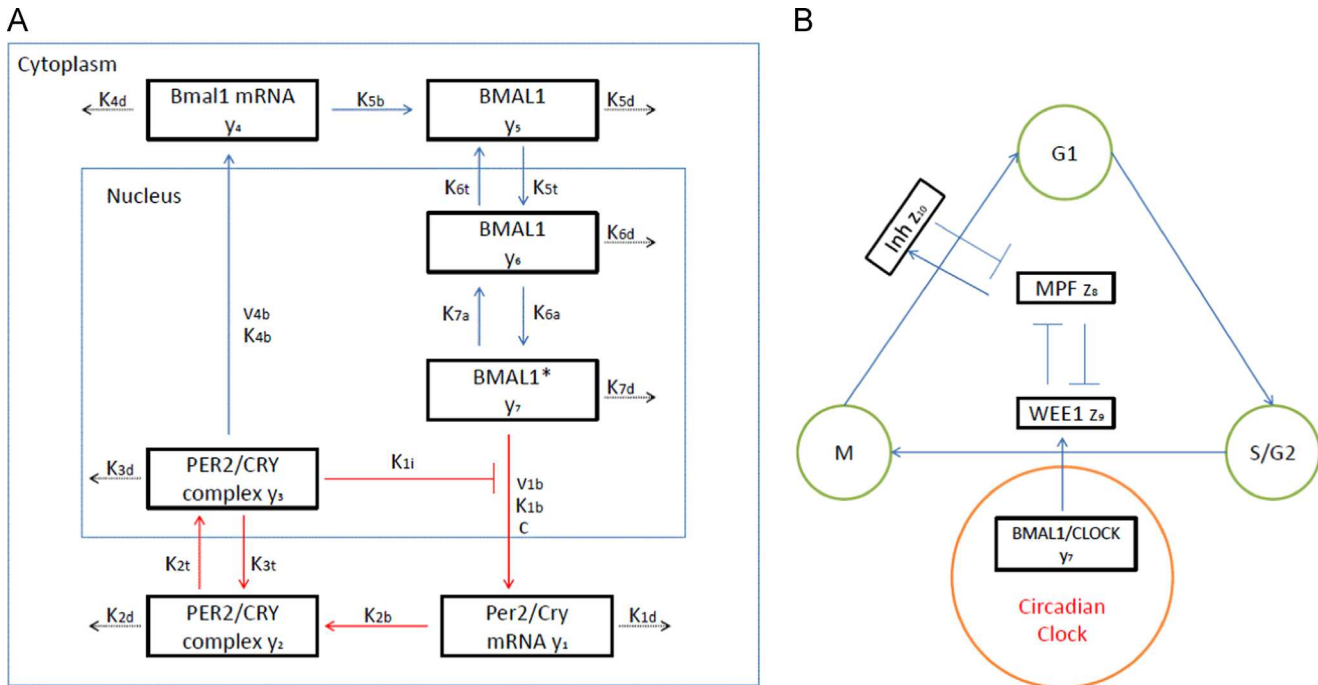 A
Cytoplasm
K4d
Bmal1 mRNA
y₄
K5b
BMAL1
y₅
K5d
Nucleus
K6t
K5t
BMAL1
y₆
K6d
v4b
K4b
K7a
K6a
BMAL1*
y₇
K7d
K3d
PER2/CRY
complex y₃
K1i
v1b
K1b
c
K2t
K3t
K2d
PER2/CRY
complex y₂
K2b
Per2/Cry
mRNA y₁
K1d
B
G1
Inh z₁₀
MPF z₈
WEE1 z₉
M
S/G2
BMAL1/CLOCK
y₇
Circadian
Clock